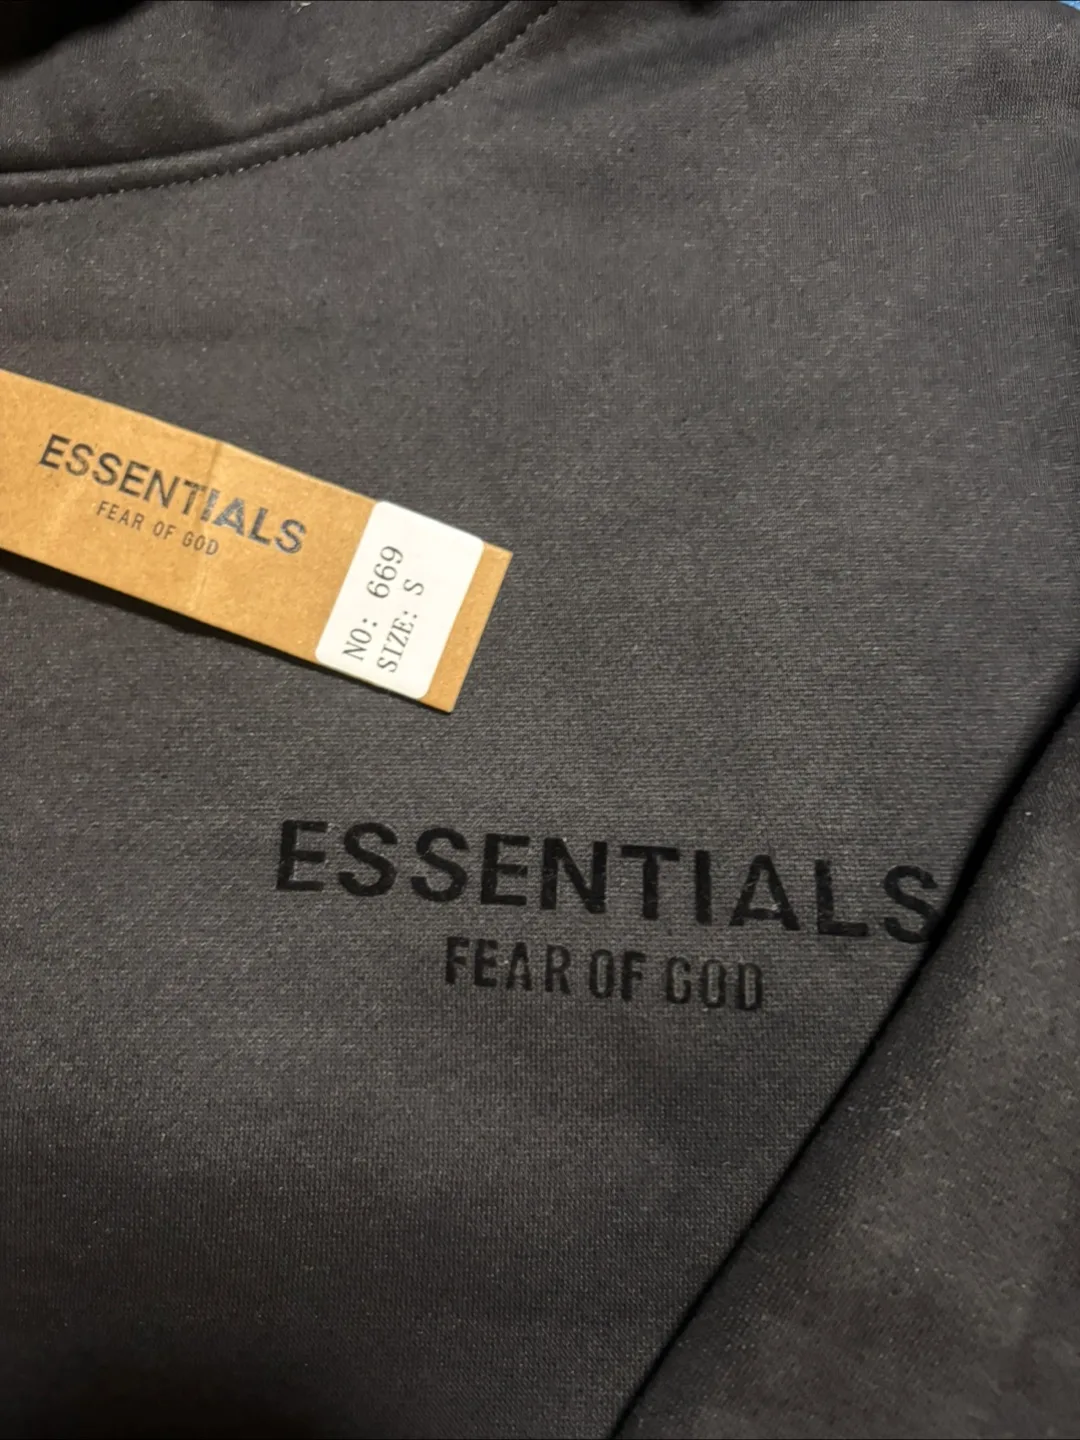 ESSENTIALS
FEAR OF GOD
NO: 669
SIZE: S
ESSENTIALS
FEAR OF GOD